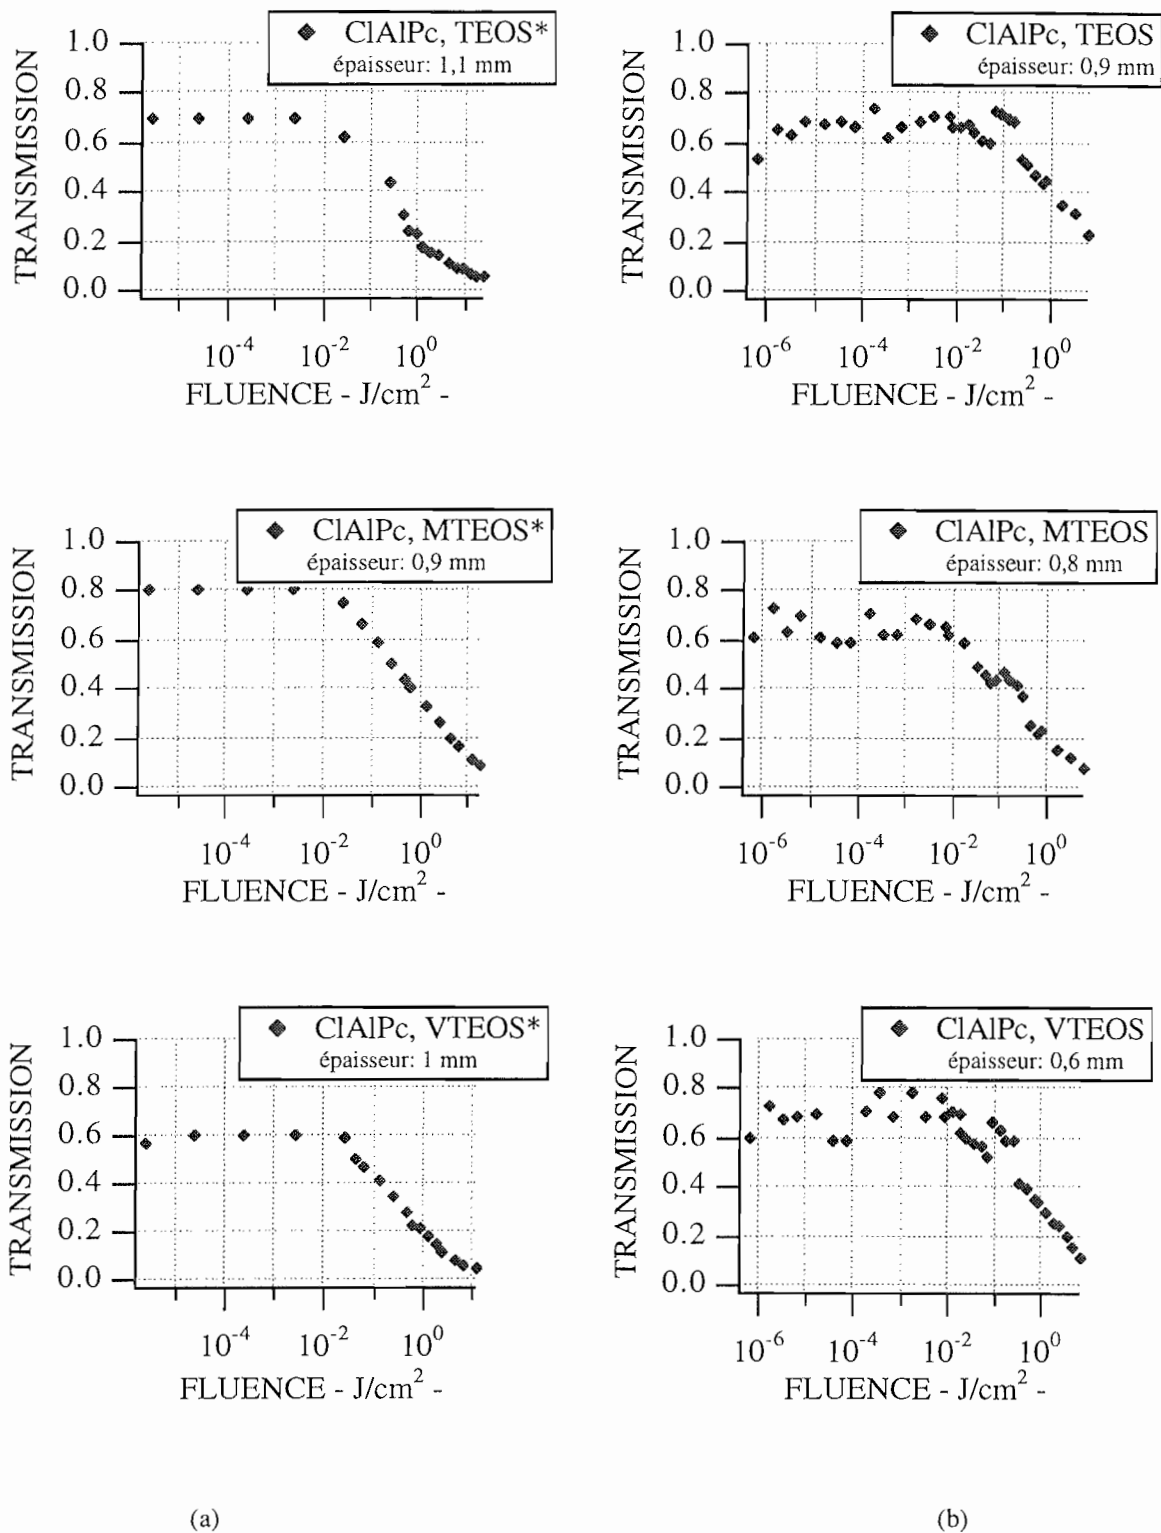 ClAlPc, TEOS*
épaisseur: 1,1 mm
TRANSMISSION
1.0
0.8
0.6
0.4
0.2
0.0
10-4 10-2 100
FLUENCE - J/cm2 -
ClAlPc, TEOS
épaisseur: 0,9 mm
TRANSMISSION
1.0
0.8
0.6
0.4
0.2
0.0
10-6 10-4 10-2 100
FLUENCE - J/cm2 -
ClAlPc, MTEOS*
épaisseur: 0,9 mm
TRANSMISSION
1.0
0.8
0.6
0.4
0.2
0.0
10-4 10-2 100
FLUENCE - J/cm2 -
ClAlPc, MTEOS
épaisseur: 0,8 mm
TRANSMISSION
1.0
0.8
0.6
0.4
0.2
0.0
10-6 10-4 10-2 100
FLUENCE - J/cm2 -
ClAlPc, VTEOS*
épaisseur: 1 mm
TRANSMISSION
1.0
0.8
0.6
0.4
0.2
0.0
10-4 10-2 100
FLUENCE - J/cm2 -
ClAlPc, VTEOS
épaisseur: 0,6 mm
TRANSMISSION
1.0
0.8
0.6
0.4
0.2
0.0
10-6 10-4 10-2 100
FLUENCE - J/cm2 -
(a)
(b)